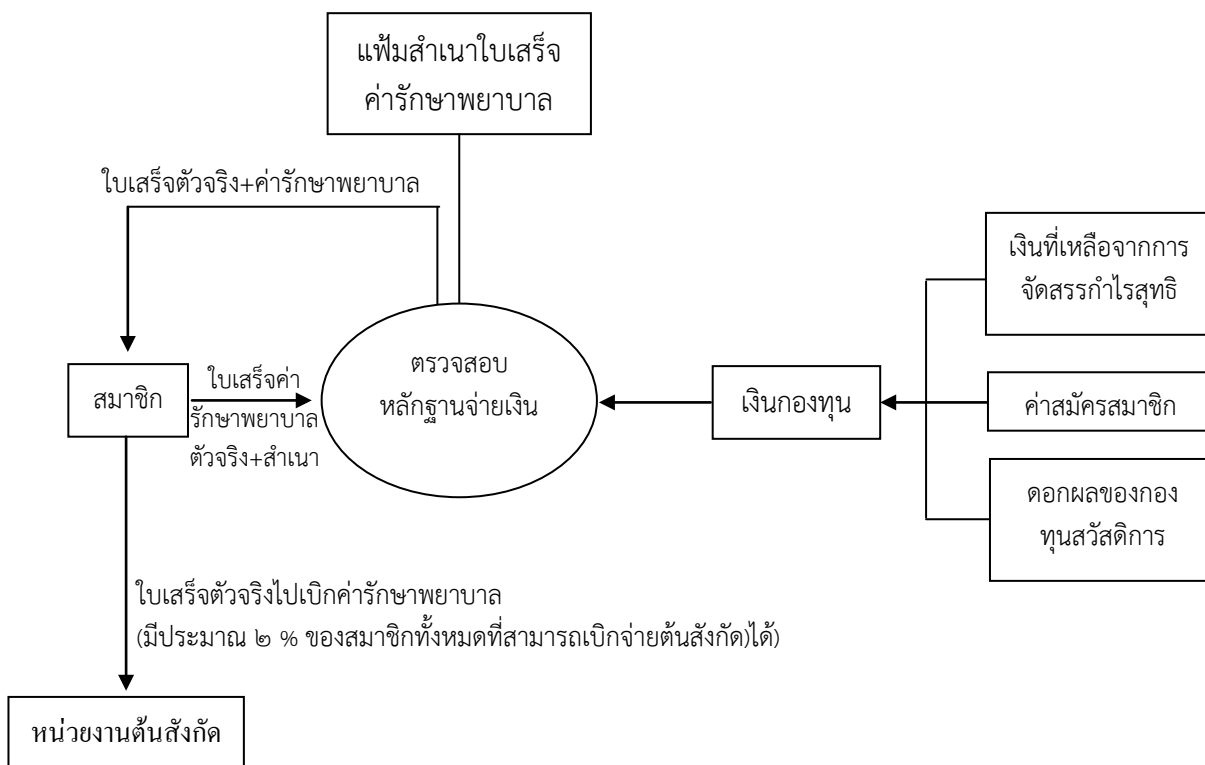 แฟ้มสำเนาใบเสร็จ
ค่ารักษาพยาบาล
ใบเสร็จตัวจริง+ค่ารักษาพยาบาล
เงินที่เหลือจากการ
จัดสรรกำไรสุทธิ
ตรวจสอบ
หลักฐานจ่ายเงิน
สมาชิก
ใบเสร็จค่า
รักษาพยาบาล
ตัวจริง+สำเนา
เงินกองทุน
ค่าสมัครสมาชิก
ดอกผลของกอง
ทุนสวัสดิการ
ใบเสร็จตัวจริงไปเบิกค่ารักษาพยาบาล
(มีประมาณ ๒ % ของสมาชิกทั้งหมดที่สามารถเบิกจ่ายต้นสังกัด)ได้)
หน่วยงานต้นสังกัด